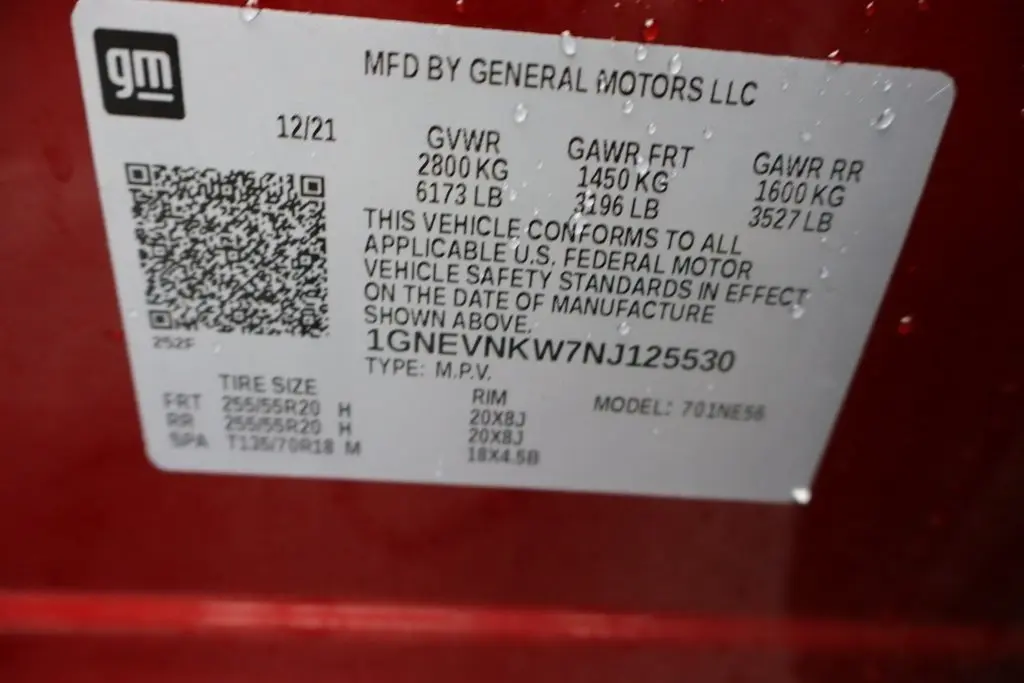 gm
MFD BY GENERAL MOTORS LLC
12/21
GVWR
2800 KG
6173 LB
GAWR FRT
1450 KG
3196 LB
GAWR RR
1600 KG
3527 LB
THIS VEHICLE CONFORMS TO ALL
APPLICABLE U.S. FEDERAL MOTOR
VEHICLE SAFETY STANDARDS IN EFFECT
ON THE DATE OF MANUFACTURE
SHOWN ABOVE.
252F
1GNEVNKW7NJ125530
TYPE: M.P.V.
TIRE SIZE RIM MODEL: 701NE56
FRT 255/55R20 H 20X8J
RR 255/55R20 H 20X8J
SPA T135/70R18 M 18X4.5B